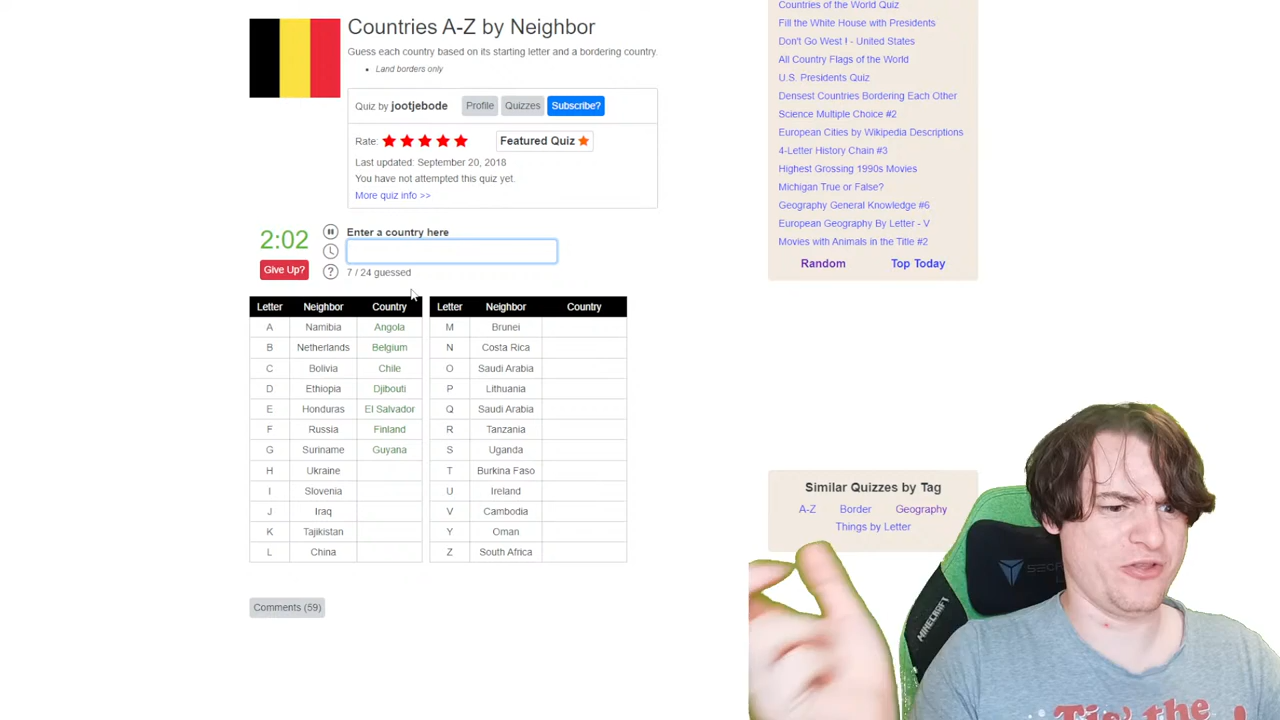 Countries A-Z by Neighbor
Guess each country based on its starting letter and a bordering country.
Land borders only
Quiz by jootjebode Profile Quizzes Subscribe?
Rate: Featured Quiz
Last updated: September 20, 2018
You have not attempted this quiz yet.
More quiz info >>
2:02
Give Up?
Enter a country here
7 / 24 guessed
Letter Neighbor Country
A Namibia Angola
B Netherlands Belgium
C Bolivia Chile
D Ethiopia Djibouti
E Honduras El Salvador
F Russia Finland
G Suriname Guyana
H Ukraine
I Slovenia
J Iraq
K Tajikistan
L China
Letter Neighbor Country
M Brunei
N Costa Rica
O Saudi Arabia
P Lithuania
Q Saudi Arabia
R Tanzania
S Uganda
T Burkina Faso
U Ireland
V Cambodia
Y Oman
Z South Africa
Comments (59)
Countries of the World Quiz
Fill the White House with Presidents
Don't Go West ! - United States
All Country Flags of the World
U.S. Presidents Quiz
Densest Countries Bordering Each Other
Science Multiple Choice #2
European Cities by Wikipedia Descriptions
4-Letter History Chain #3
Highest Grossing 1990s Movies
Michigan True or False?
Geography General Knowledge #6
European Geography By Letter - V
Movies with Animals in the Title #2
Random Top Today
Similar Quizzes by Tag
A-Z Border Geography
Things by Letter
MINECRAFT
Tis' the